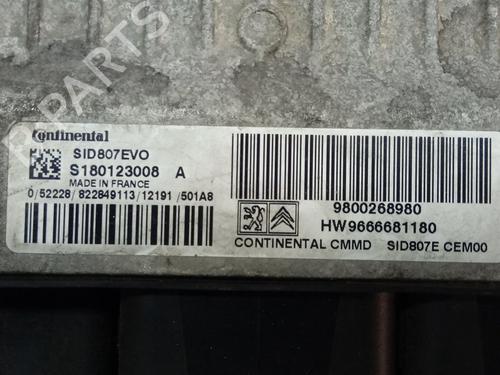 Continental
SID807EVO
S180123008 A
MADE IN FRANCE
0/52228/822849113/12191/501A8
9800268980
HW9666681180
CONTINENTAL CMMD SID807E CEM00
PARTS